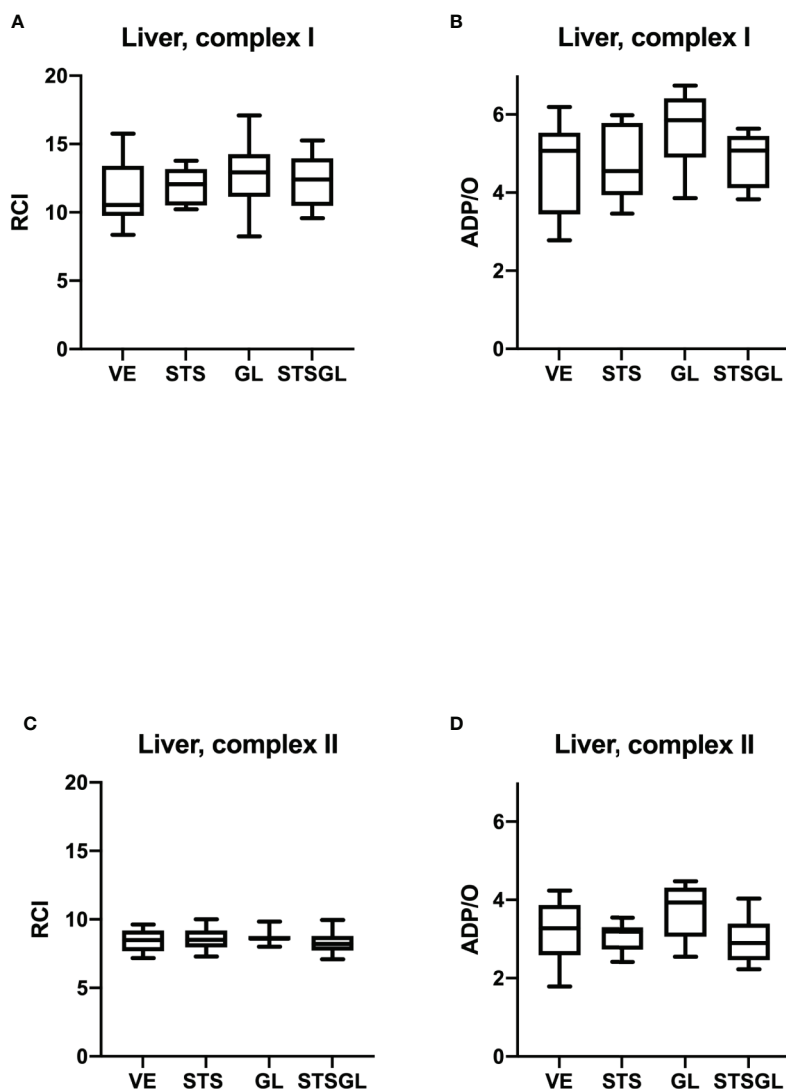 A
Liver, complex I
RCI
20
15
10
5
0
VE STS GL STSGL
B
Liver, complex I
ADP/O
6
4
2
0
VE STS GL STSGL
C
Liver, complex II
RCI
20
15
10
5
0
VE STS GL STSGL
D
Liver, complex II
ADP/O
6
4
2
0
VE STS GL STSGL